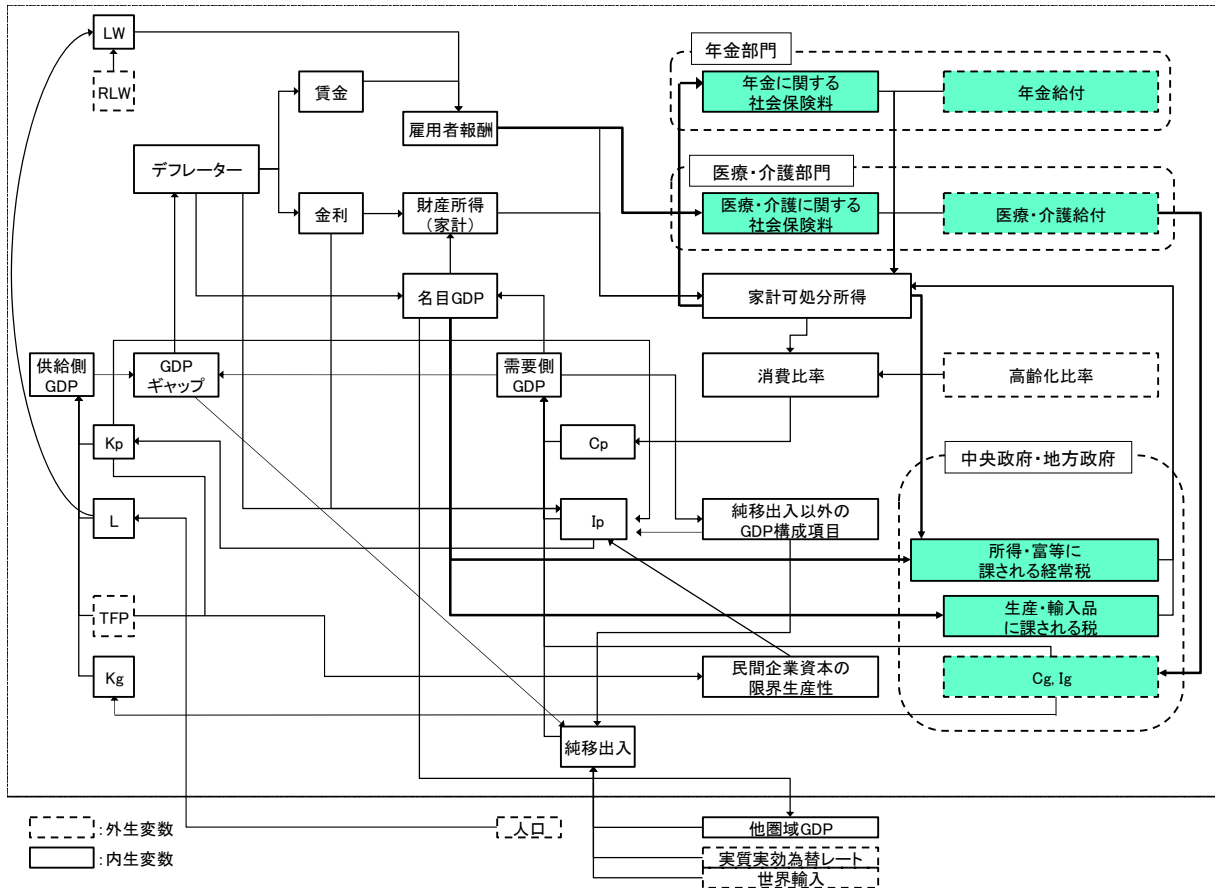 LW
RLW
賃金
雇用者報酬
デフレーター
金利
財産所得
(家計)
名目GDP
供給側
GDP
GDP
ギャップ
需要側
GDP
Kp
Cp
L
Ip
TFP
Kg
純移出入
年金部門
年金に関する
社会保険料
年金給付
医療・介護部門
医療・介護に関する
社会保険料
医療・介護給付
家計可処分所得
消費比率
高齢化比率
中央政府・地方政府
純移出入以外の
GDP構成項目
所得・富等に
課される経常税
生産・輸入品
に課される税
民間企業資本の
限界生産性
Cg, Ig
:外生変数
:内生変数
人口
他圏域GDP
実質実効為替レート
世界輸入